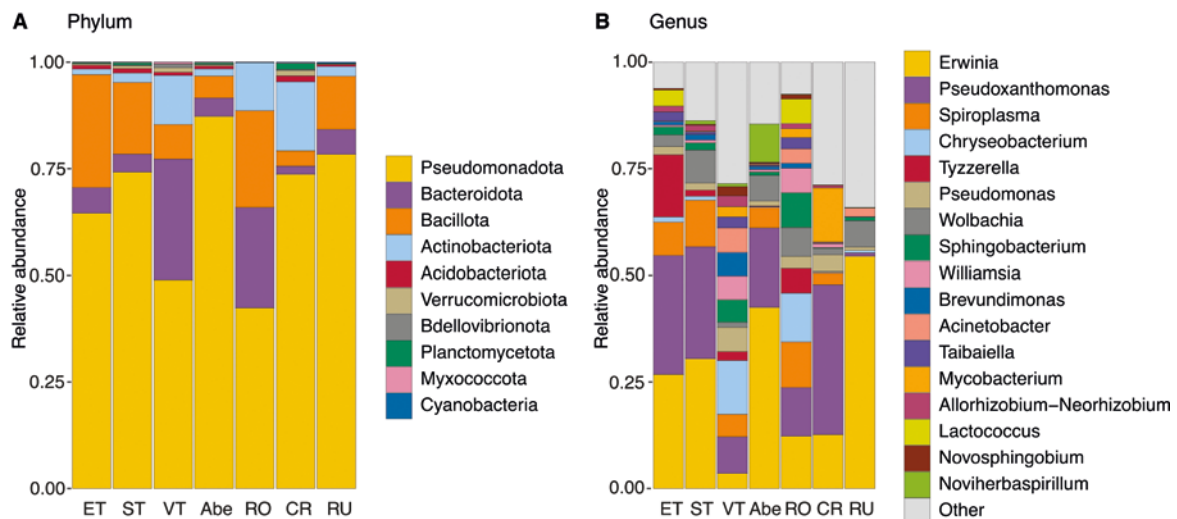 A Phylum
Relative abundance
1.00
0.75
0.50
0.25
0.00
ET ST VT Abe RO CR RU
Pseudomonadota
Bacteroidota
Bacillota
Actinobacteriota
Acidobacteriota
Verrucomicrobiota
Bdellovibrionota
Planctomycetota
Myxococcota
Cyanobacteria
B Genus
Relative abundance
1.00
0.75
0.50
0.25
0.00
ET ST VT Abe RO CR RU
Erwinia
Pseudoxanthomonas
Spiroplasma
Chryseobacterium
Tyzzerella
Pseudomonas
Wolbachia
Sphingobacterium
Williamsia
Brevundimonas
Acinetobacter
Taibaiella
Mycobacterium
Allorhizobium−Neorhizobium
Lactococcus
Novosphingobium
Noviherbaspirillum
Other